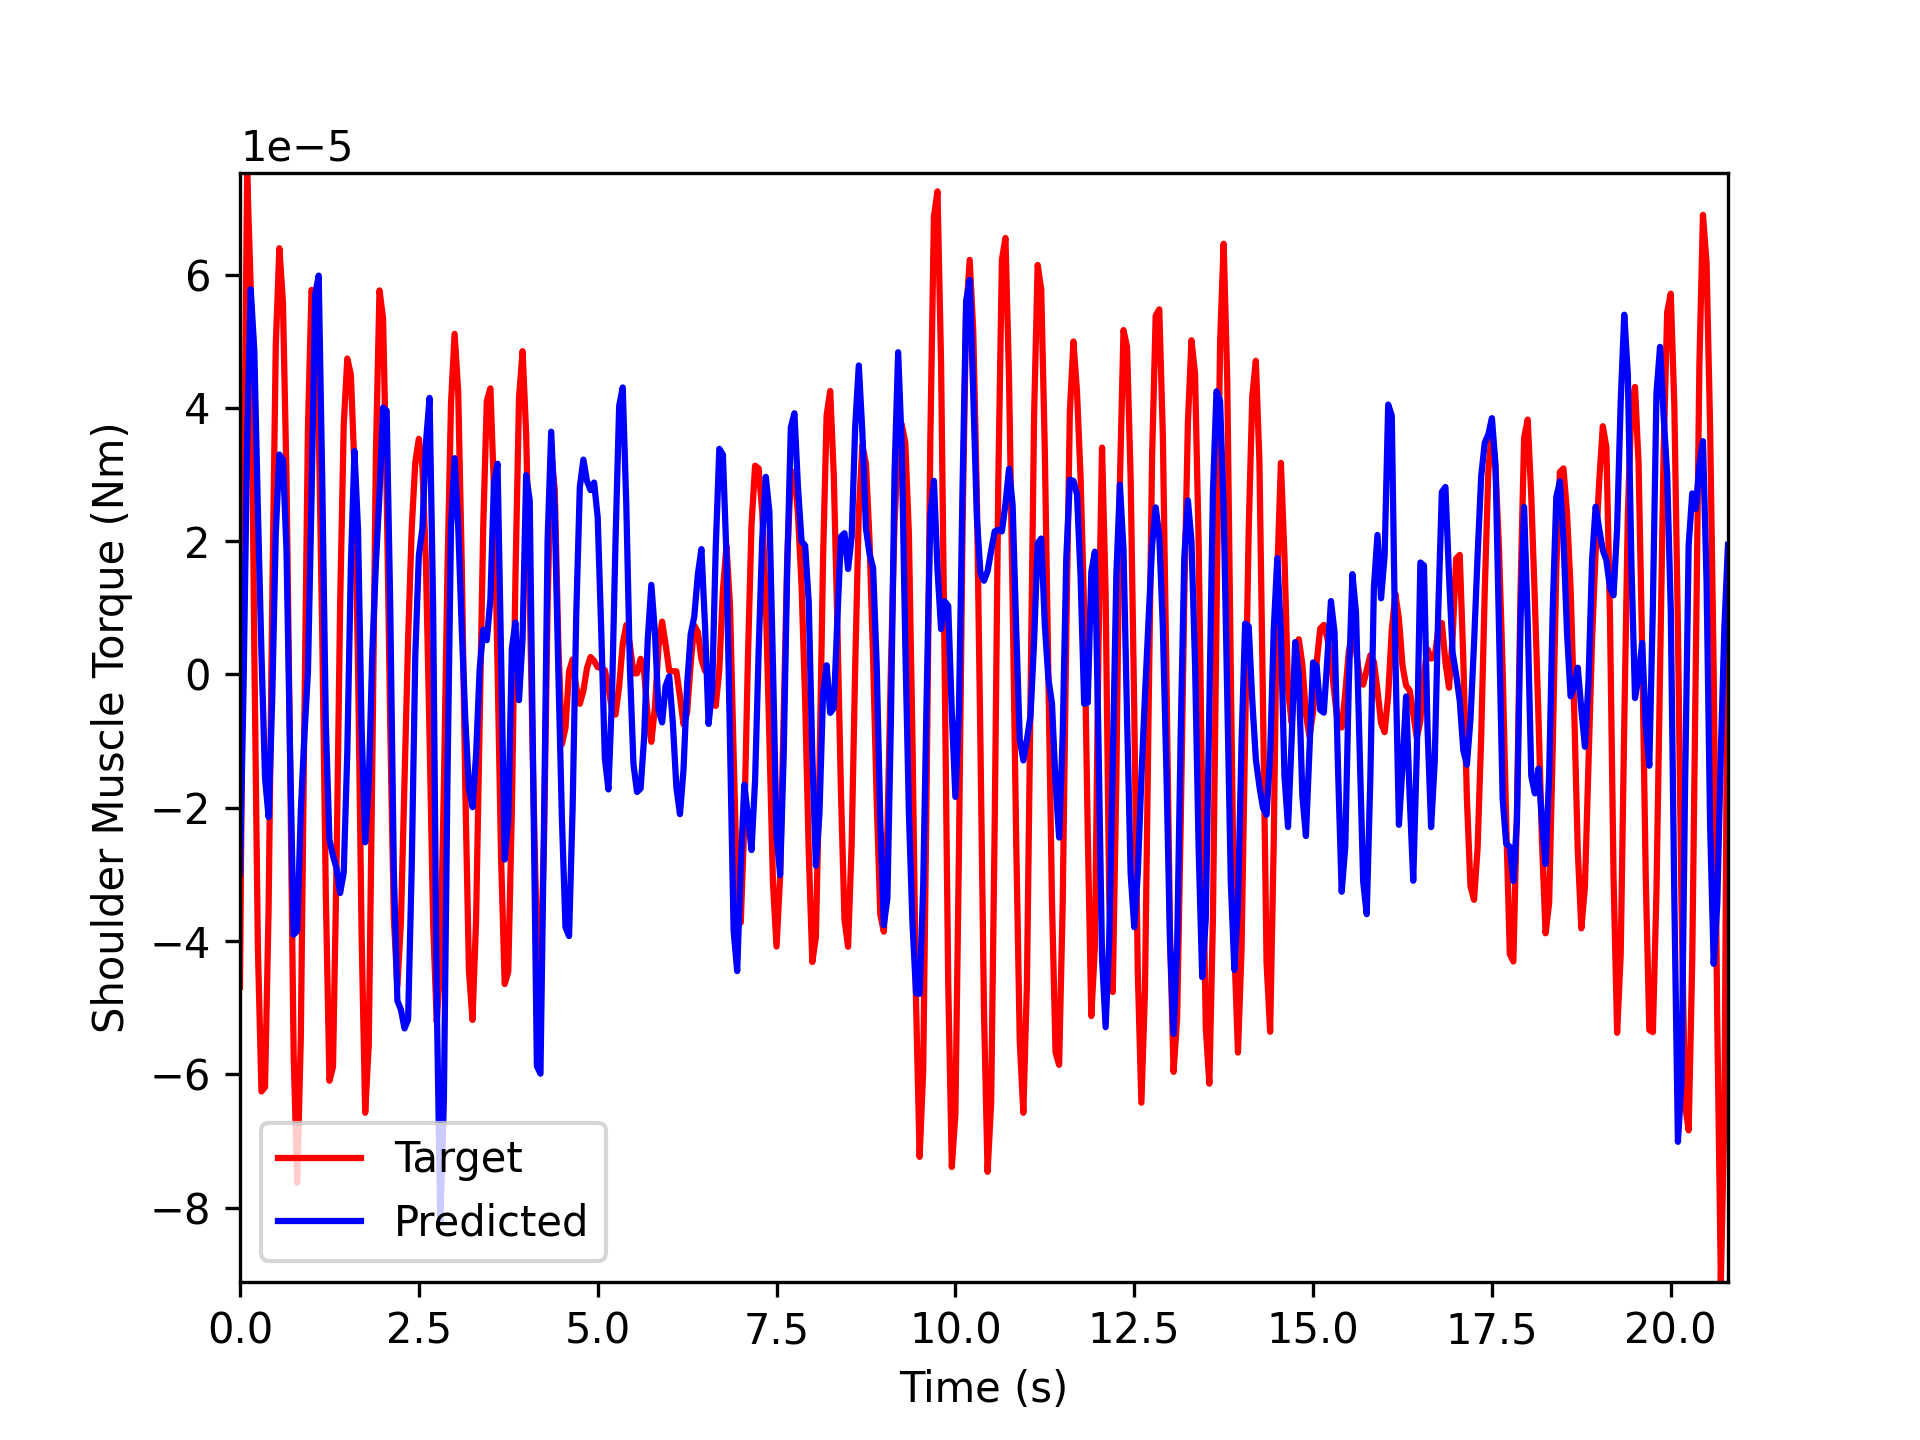 1e−5
Shoulder Muscle Torque (Nm)
6
4
2
0
−2
−4
−6
−8
Target
Predicted
0.0 2.5 5.0 7.5 10.0 12.5 15.0 17.5 20.0
Time (s)